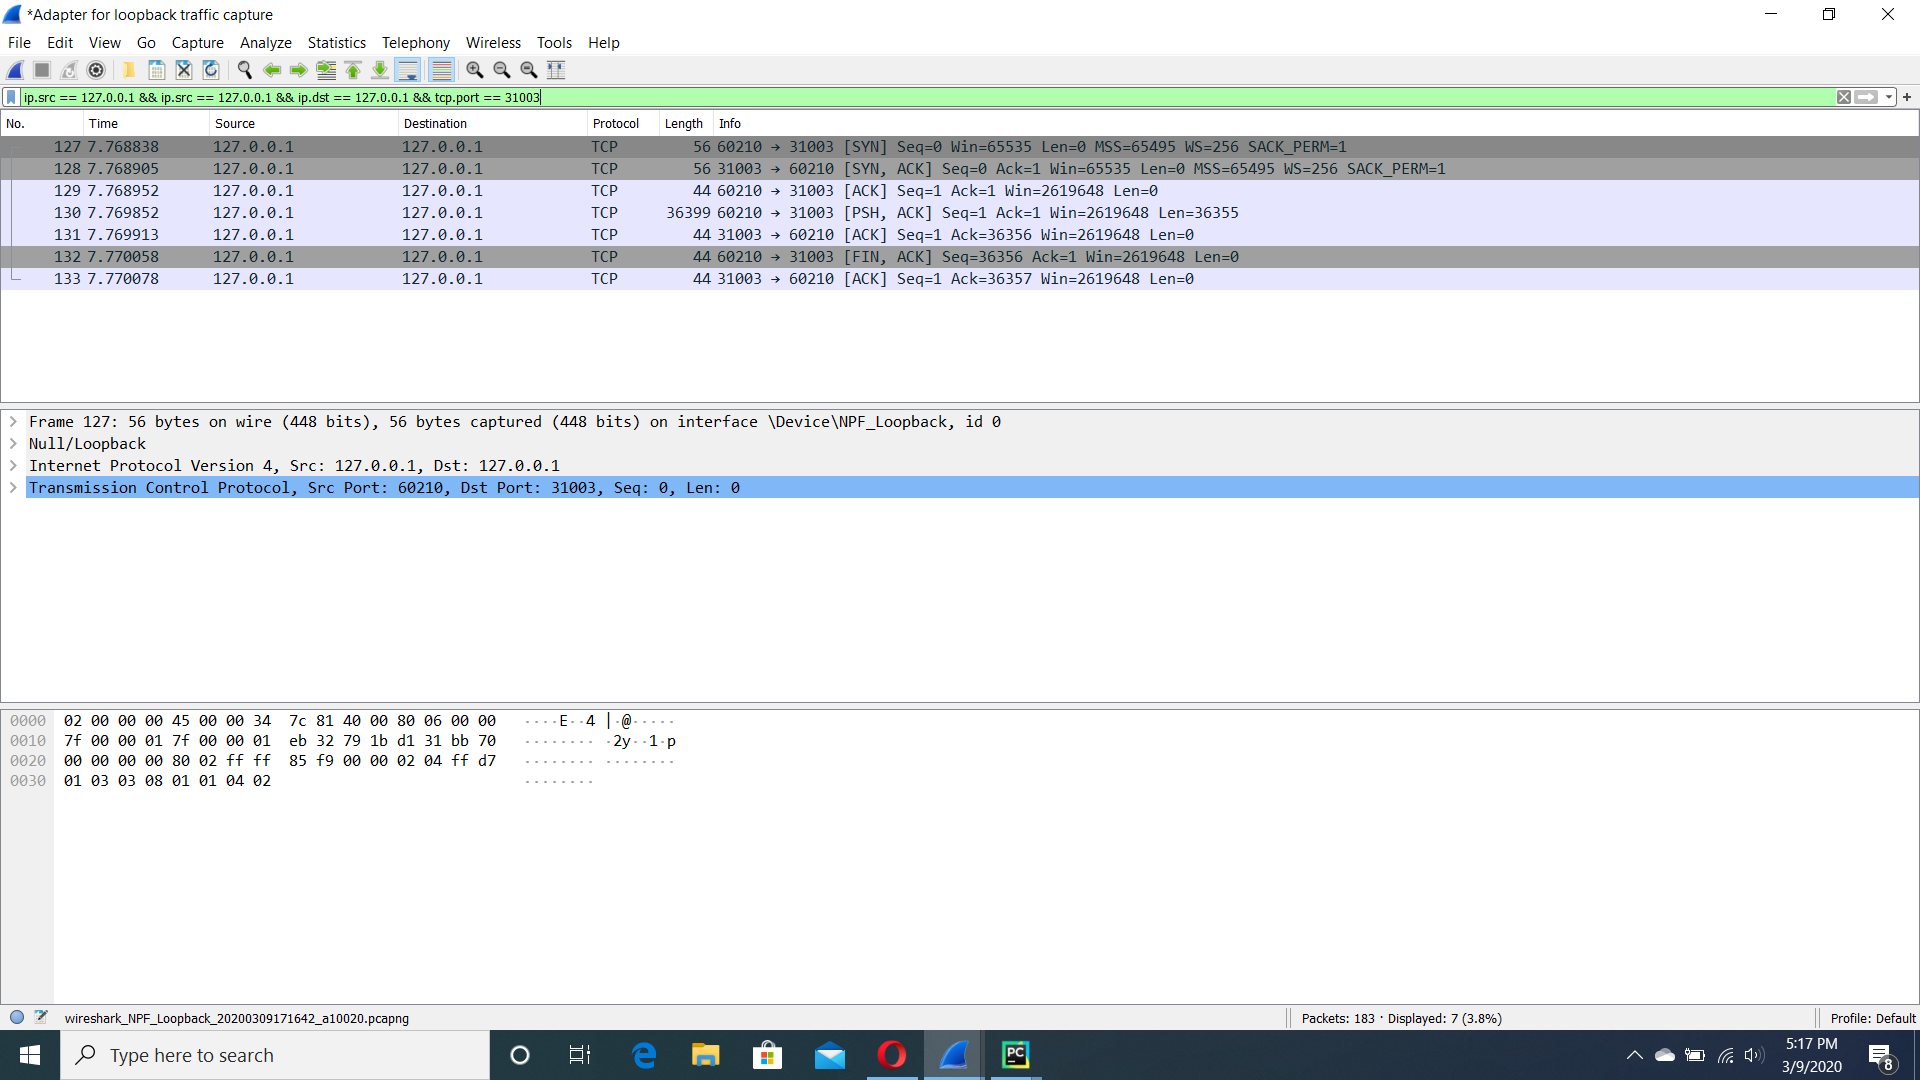 *Adapter for loopback traffic capture
File Edit View Go Capture Analyze Statistics Telephony Wireless Tools Help
ip.src == 127.0.0.1 && ip.src == 127.0.0.1 && ip.dst == 127.0.0.1 && tcp.port == 31003
No. Time Source Destination Protocol Length Info
127 7.768838 127.0.0.1 127.0.0.1 TCP 56 60210 → 31003 [SYN] Seq=0 Win=65535 Len=0 MSS=65495 WS=256 SACK_PERM=1
128 7.768905 127.0.0.1 127.0.0.1 TCP 56 31003 → 60210 [SYN, ACK] Seq=0 Ack=1 Win=65535 Len=0 MSS=65495 WS=256 SACK_PERM=1
129 7.768952 127.0.0.1 127.0.0.1 TCP 44 60210 → 31003 [ACK] Seq=1 Ack=1 Win=2619648 Len=0
130 7.769852 127.0.0.1 127.0.0.1 TCP 36399 60210 → 31003 [PSH, ACK] Seq=1 Ack=1 Win=2619648 Len=36355
131 7.769913 127.0.0.1 127.0.0.1 TCP 44 31003 → 60210 [ACK] Seq=1 Ack=36356 Win=2619648 Len=0
132 7.770058 127.0.0.1 127.0.0.1 TCP 44 60210 → 31003 [FIN, ACK] Seq=36356 Ack=1 Win=2619648 Len=0
133 7.770078 127.0.0.1 127.0.0.1 TCP 44 31003 → 60210 [ACK] Seq=1 Ack=36357 Win=2619648 Len=0
Frame 127: 56 bytes on wire (448 bits), 56 bytes captured (448 bits) on interface \Device\NPF_Loopback, id 0
Null/Loopback
Internet Protocol Version 4, Src: 127.0.0.1, Dst: 127.0.0.1
Transmission Control Protocol, Src Port: 60210, Dst Port: 31003, Seq: 0, Len: 0
0000 02 00 00 00 45 00 00 34 7c 81 40 00 80 06 00 00 ····E··4 |·@·····
0010 7f 00 00 01 7f 00 00 01 eb 32 79 1b d1 31 bb 70 ········ ·2y··1·p
0020 00 00 00 00 80 02 ff ff 85 f9 00 00 02 04 ff d7 ········ ········
0030 01 03 03 08 01 01 04 02 ········
wireshark_NPF_Loopback_20200309171642_a10020.pcapng Packets: 183 · Displayed: 7 (3.8%) Profile: Default
Type here to search
PC
5:17 PM
3/9/2020
8